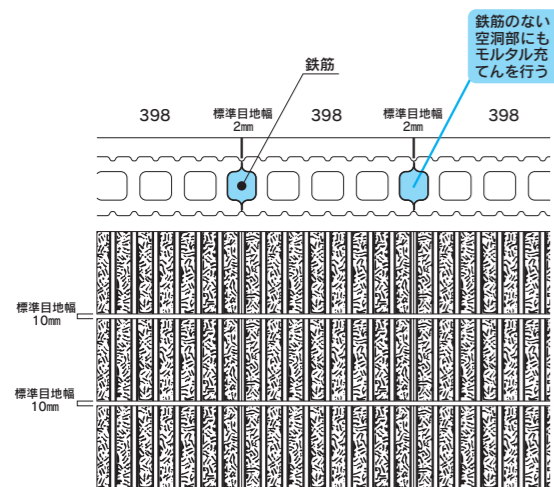 鉄筋のない
空洞部にも
モルタル充
てんを行う
鉄筋
398
標準目地幅
2㎜
398
標準目地幅
2㎜
398
標準目地幅
10㎜
標準目地幅
10㎜